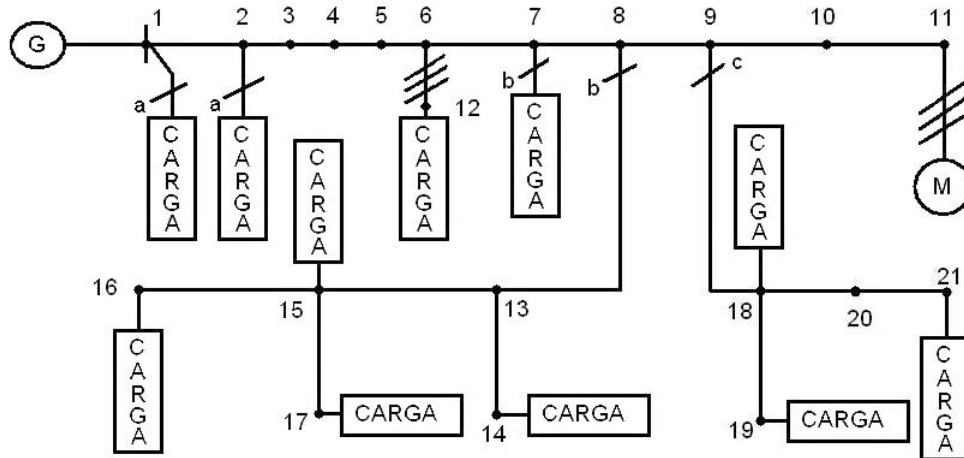 1 2 3 4 5 6 7 8 9 10 11
G
a a b b c
12
CARGA CARGA CARGA CARGA CARGA CARGA
M
16 15 13 18 20 21
CARGA CARGA
17 CARGA 14 CARGA 19 CARGA